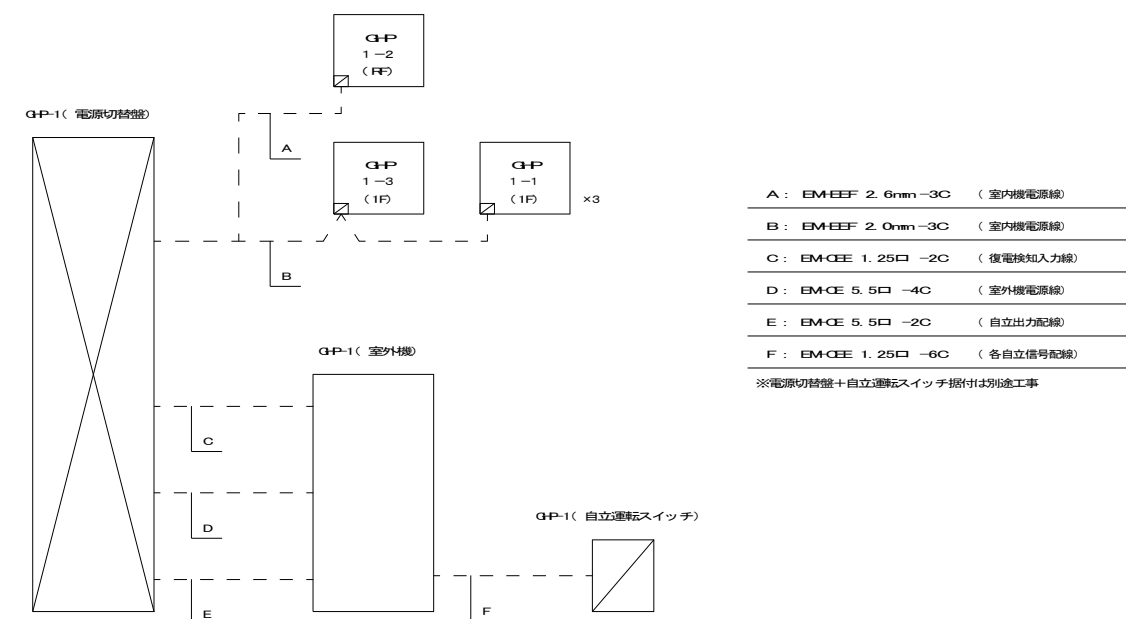 GHP
1-2
(RF)
GHP-1(電源切替盤)
A
GHP
1-3
(1F)
GHP
1-1
(1F)
×3
B
A: EM-EEF 2.6mm-3C (室内機電源線)
B: EM-EEF 2.0mm-3C (室内機電源線)
C: EM-CEE 1.25□ -2C (復電検知入力線)
D: EM-CE 5.5□ -4C (室外機電源線)
E: EM-CE 5.5□ -2C (自立出力配線)
F: EM-CEE 1.25□ -6C (各自立信号配線)
※電源切替盤+自立運転スイッチ据付は別途工事
GHP-1(室外機)
C
D
GHP-1(自立運転スイッチ)
E
F